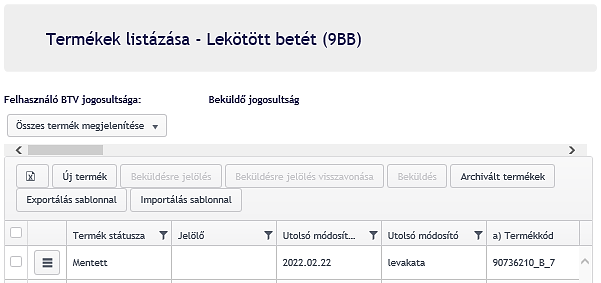 Termékek listázása - Lekötött betét (9BB)
Felhasználó BTV jogosultsága: Beküldő jogosultság
Összes termék megjelenítése
Új termék Beküldésre jelölés Beküldésre jelölés visszavonása Beküldés Archivált termékek
Exportálás sablonnal Importálás sablonnal
Termék státusza Jelölő Utolsó módosít... Utolsó módosító a) Termékkód
Mentett 2022.02.22 levakata 90736210_B_7